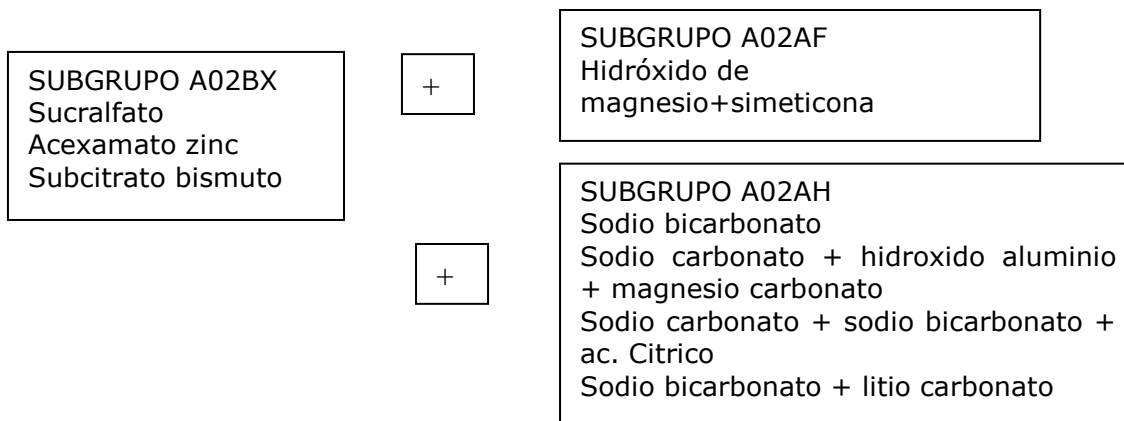 SUBGRUPO A02BX
Sucralfato
Acexamato zinc
Subcitrato bismuto
+
SUBGRUPO A02AF
Hidróxido de
magnesio+simeticona
+
SUBGRUPO A02AH
Sodio bicarbonato
Sodio carbonato + hidroxido aluminio
+ magnesio carbonato
Sodio carbonato + sodio bicarbonato +
ac. Citrico
Sodio bicarbonato + litio carbonato